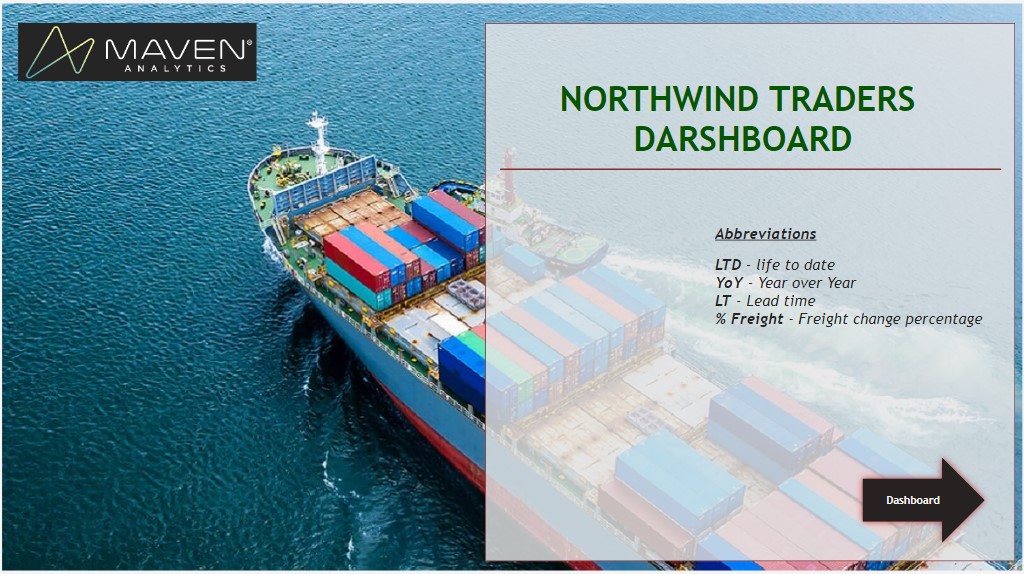 MAVEN®
ANALYTICS
NORTHWIND TRADERS
DARSHBOARD
Abbreviations
LTD - life to date
YoY - Year over Year
LT - Lead time
% Freight - Freight change percentage
Dashboard